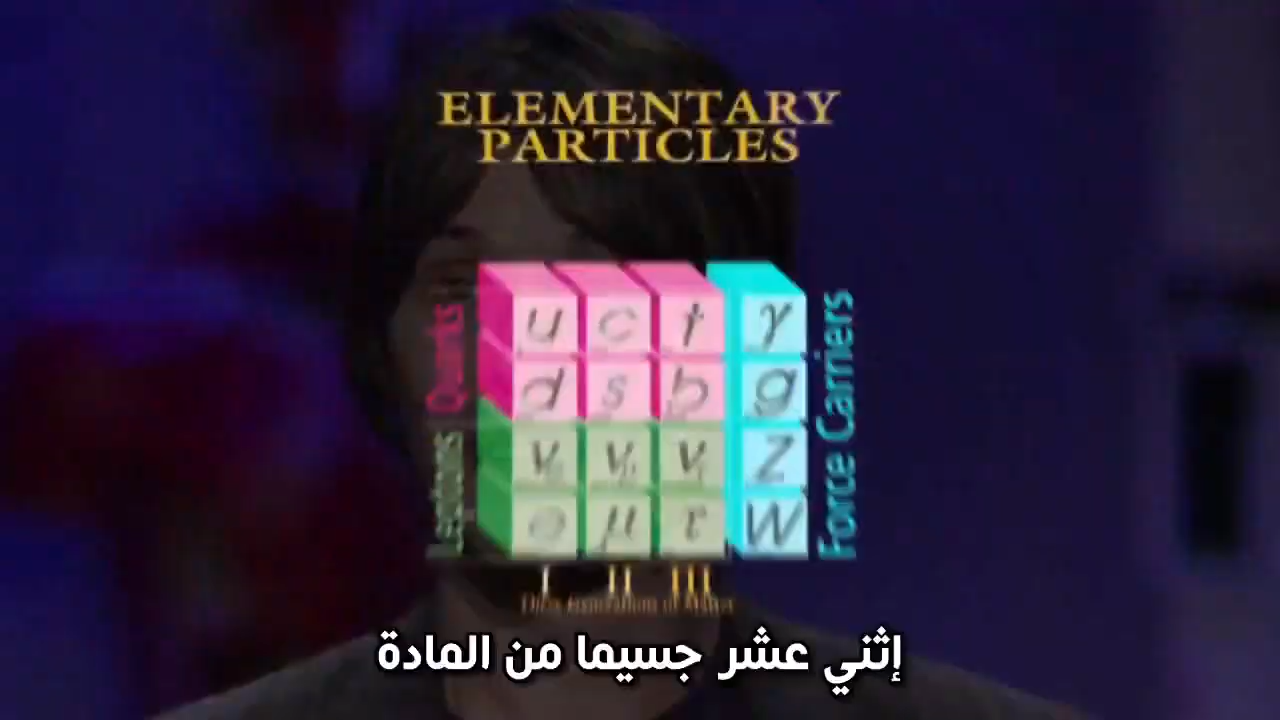 ELEMENTARY
PARTICLES
Quarks
Leptons
u c t γ
d s b g
ν ν ν Z
e μ τ W
Force Carriers
I II III
إثني عشر جسيما من المادة